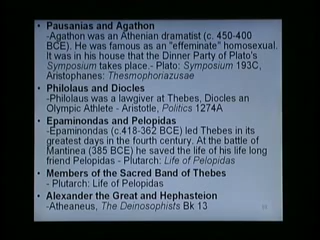 • Pausanias and Agathon
-Agathon was an Athenian dramatist (c. 450-400
BCE). He was famous as an "effeminate" homosexual.
It was in his house that the Dinner Party of Plato's
Symposium takes place.- Plato: Symposium 193C,
Aristophanes: Thesmophoriazusae
• Philolaus and Diocles
-Philolaus was a lawgiver at Thebes, Diocles an
Olympic Athlete - Aristotle, Politics 1274A
• Epaminondas and Pelopidas
-Epaminondas (c.418-362 BCE) led Thebes in its
greatest days in the fourth century. At the battle of
Mantinea (385 BCE) he saved the life of his life long
friend Pelopidas - Plutarch: Life of Pelopidas
• Members of the Sacred Band of Thebes
- Plutarch: Life of Pelopidas
• Alexander the Great and Hephasteion
-Atheaneus, The Deinosophists Bk 13